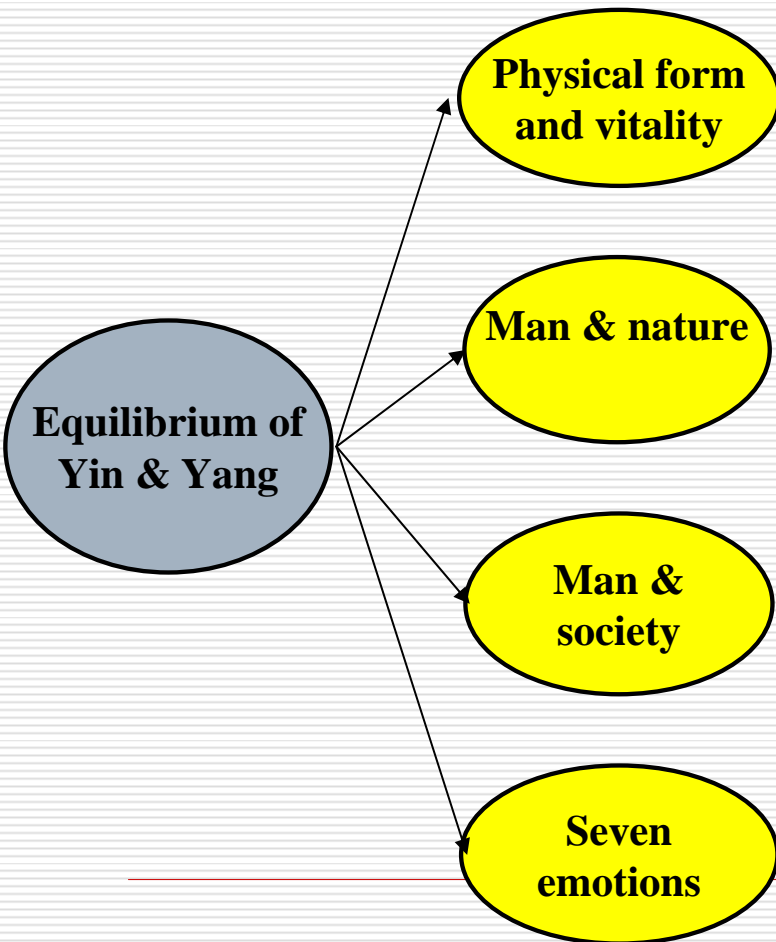 Physical form
and vitality
Man & nature
Equilibrium of
Yin & Yang
Man &
society
Seven
emotions